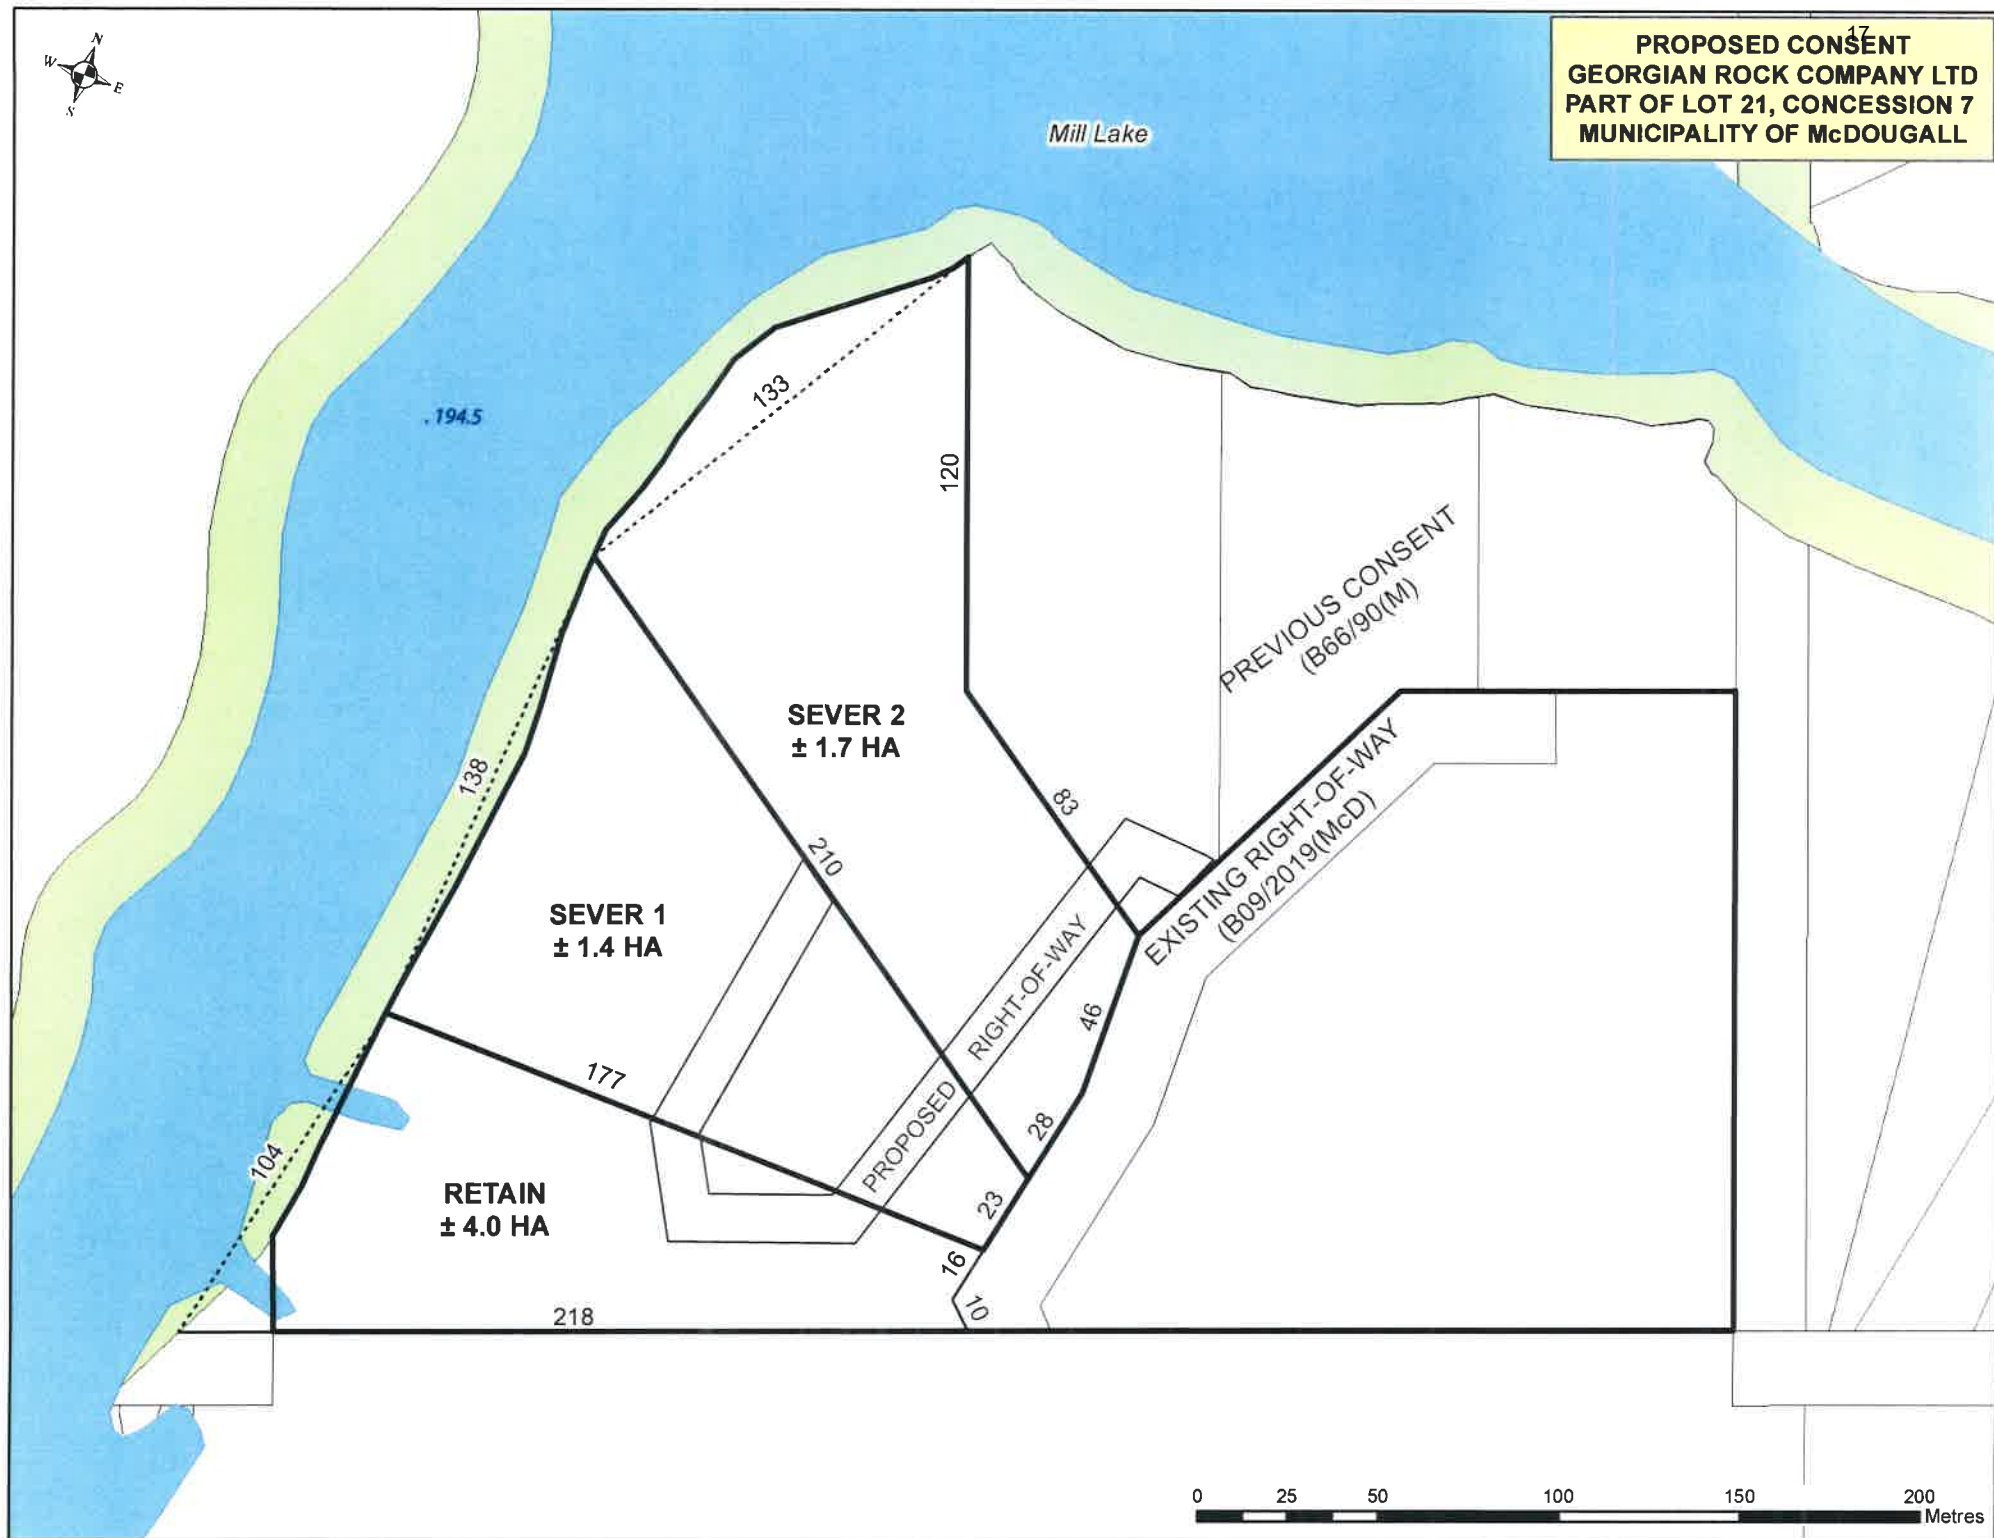 N
W
E
S
17
PROPOSED CONSENT
GEORGIAN ROCK COMPANY LTD
PART OF LOT 21, CONCESSION 7
MUNICIPALITY OF McDOUGALL
Mill Lake
. 194.5
133
120
PREVIOUS CONSENT
(B66/90(M)
SEVER 2
± 1.7 HA
138
83
EXISTING RIGHT-OF-WAY
(B09/2019(McD)
210
SEVER 1
± 1.4 HA
PROPOSED RIGHT-OF-WAY
46
177
28
104
RETAIN
± 4.0 HA
23
16
10
218
0 25 50 100 150 200
Metres